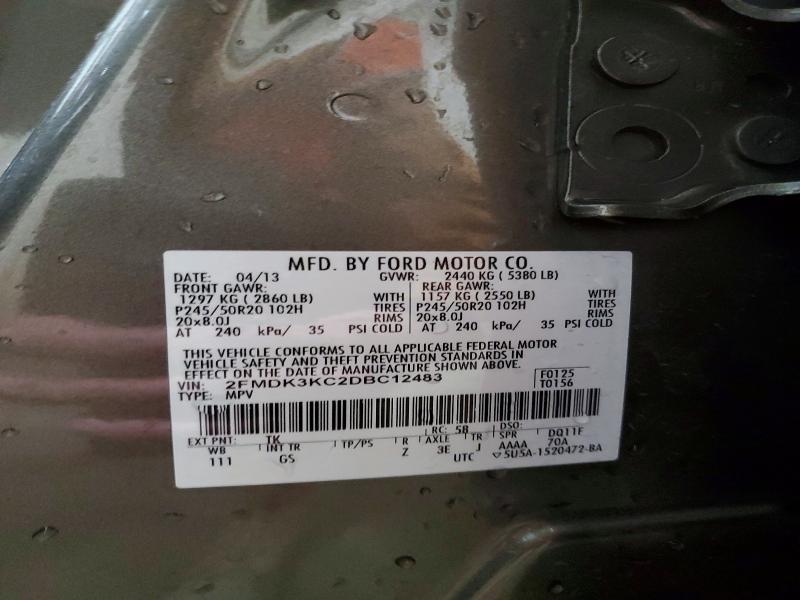 MFD. BY FORD MOTOR CO.
DATE: 04/13 GVWR: 2440 KG ( 5380 LB)
FRONT GAWR: REAR GAWR:
1297 KG ( 2860 LB) WITH 1157 KG ( 2550 LB) WITH
P245/50R20 102H TIRES P245/50R20 102H TIRES
20x8.0J RIMS 20x8.0J RIMS
AT 240 kPa/ 35 PSI COLD AT 240 kPa/ 35 PSI COLD
THIS VEHICLE CONFORMS TO ALL APPLICABLE FEDERAL MOTOR
VEHICLE SAFETY AND THEFT PREVENTION STANDARDS IN
EFFECT ON THE DATE OF MANUFACTURE SHOWN ABOVE.
VIN: 2FMDK3KC2DBC12483 F0125
TYPE: MPV T0156
EXT PNT: TK RC: 5B DSO:
WB INT TR TP/PS R AXLE TR SPR DQ11F
111 GS Z 3E J AAAA 70A
UTC ▽5U5A-1520472-BA